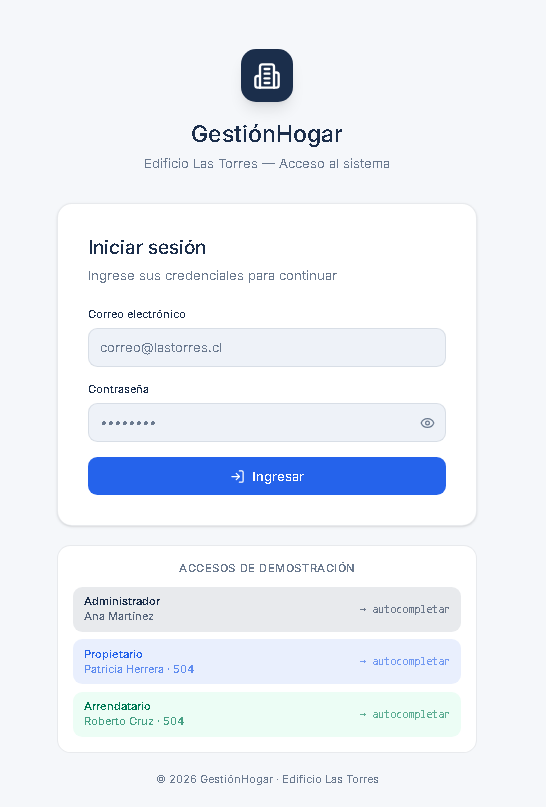 GestiónHogar
Edificio Las Torres — Acceso al sistema
Iniciar sesión
Ingrese sus credenciales para continuar
Correo electrónico
correo@lastorres.cl
Contraseña
••••••••
Ingresar
ACCESOS DE DEMOSTRACIÓN
Administrador
Ana Martínez
→ autocompletar
Propietario
Patricia Herrera · 504
→ autocompletar
Arrendatario
Roberto Cruz · 504
→ autocompletar
© 2026 GestiónHogar · Edificio Las Torres